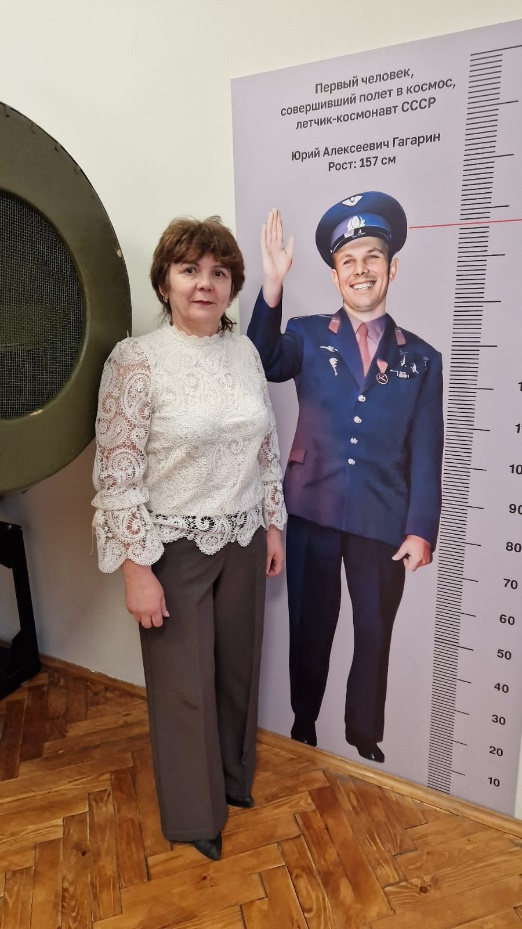 Первый человек,
совершивший полет в космос,
летчик-космонавт СССР
Юрий Алексеевич Гагарин
Рост: 157 см
90
80
70
60
50
40
30
20
10